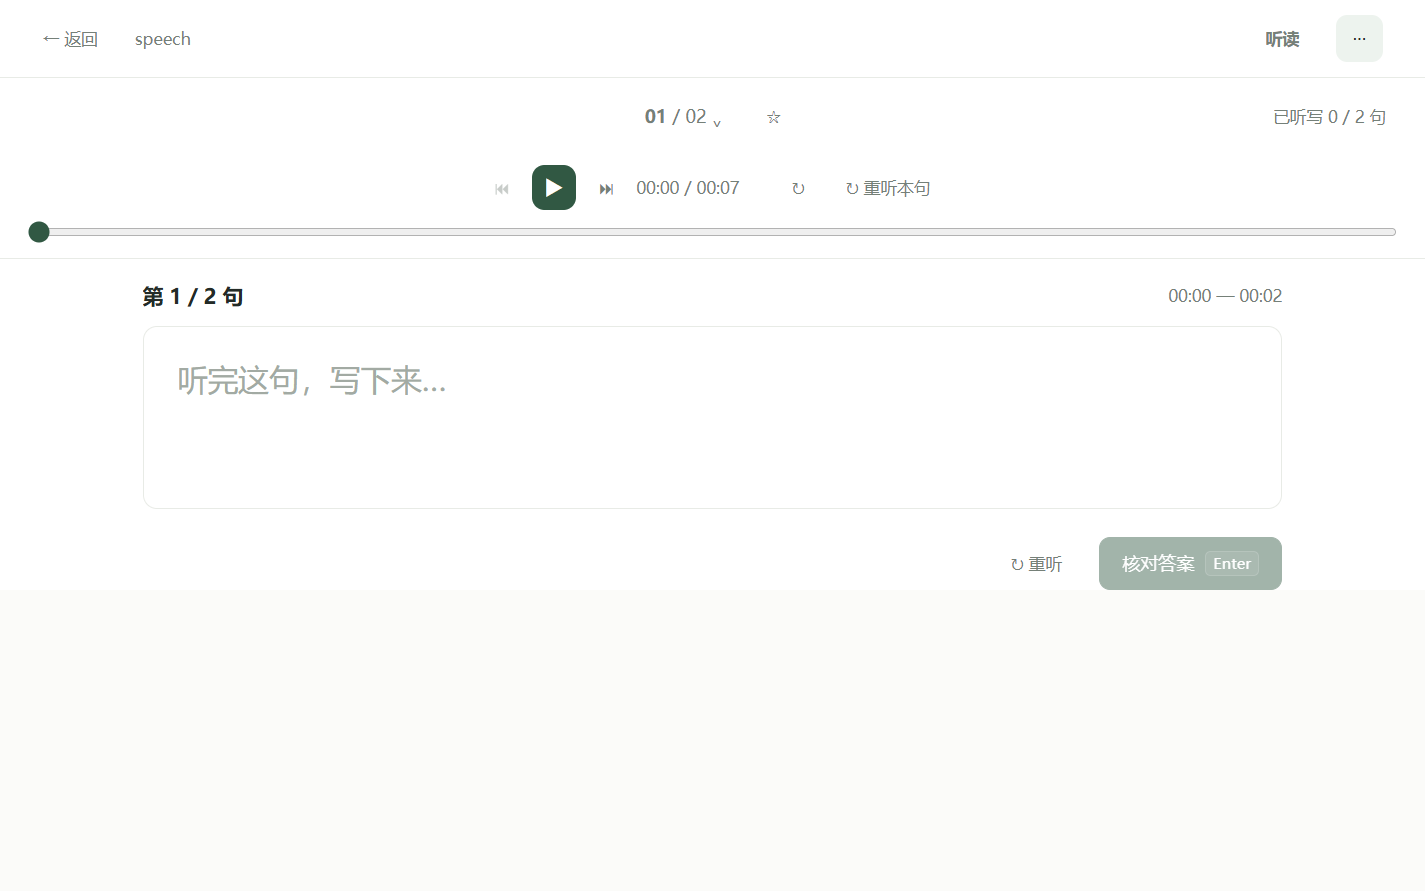 ← 返回 speech 听读 ...
01 / 02 ˅ ☆ 已听写 0 / 2 句
⏮ ▶ ⏭ 00:00 / 00:07 ↻ ↻ 重听本句
第 1 / 2 句 00:00 — 00:02
听完这句，写下来...
↻ 重听 核对答案 Enter